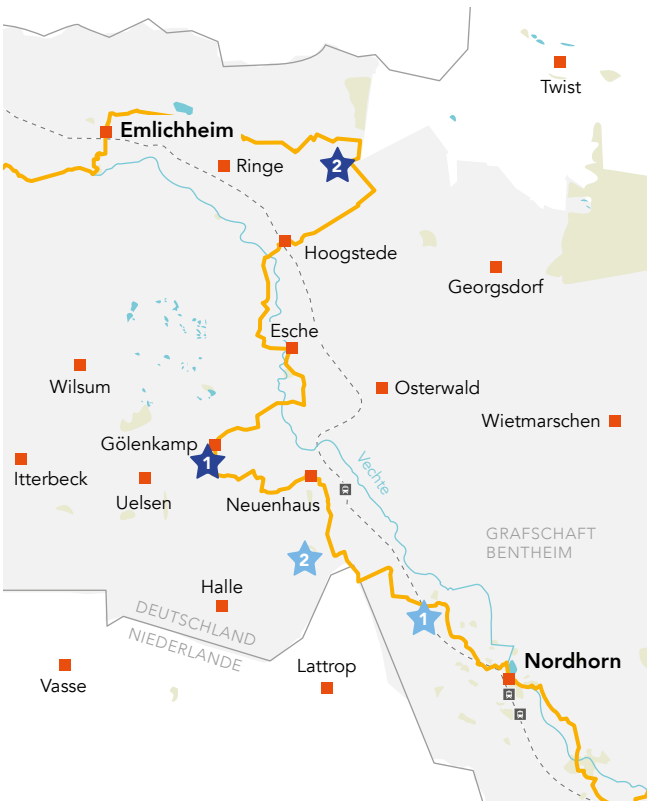 Twist
Emlichheim
Ringe
2
Hoogstede
Georgsdorf
Esche
Wilsum
Osterwald
Wietmarschen
Gölenkamp
1
Itterbeck
Uelsen
Neuenhaus
Vechte
GRAFSCHAFT
BENTHEIM
2
Halle
1
DEUTSCHLAND
NIEDERLANDE
Nordhorn
Lattrop
Vasse